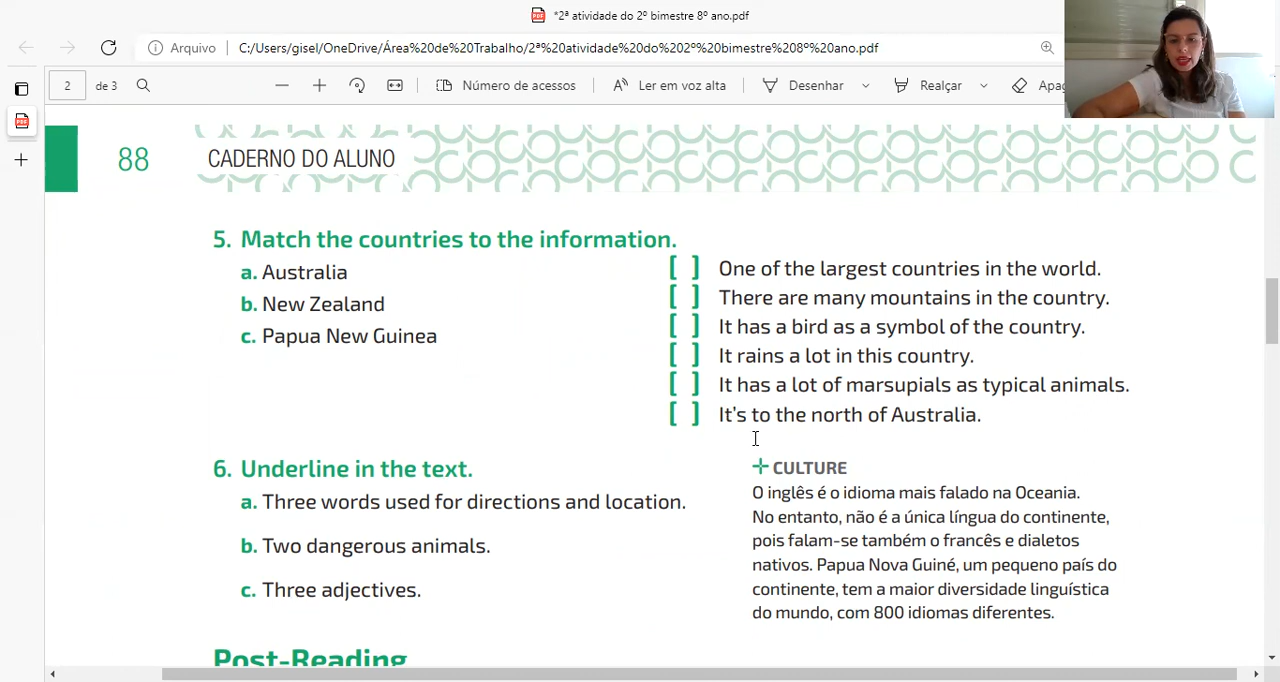 *2ª atividade do 2º bimestre 8º ano.pdf
Arquivo
C:/Users/gisel/OneDrive/Área%20de%20Trabalho/2ª%20atividade%20do%202º%20bimestre%208º%20ano.pdf
2 de 3
Número de acessos
Ler em voz alta
Desenhar
Realçar
Apag
88 CADERNO DO ALUNO
5. Match the countries to the information.
a. Australia
b. New Zealand
c. Papua New Guinea
[ ] One of the largest countries in the world.
[ ] There are many mountains in the country.
[ ] It has a bird as a symbol of the country.
[ ] It rains a lot in this country.
[ ] It has a lot of marsupials as typical animals.
[ ] It's to the north of Australia.
6. Underline in the text.
a. Three words used for directions and location.
b. Two dangerous animals.
c. Three adjectives.
CULTURE
O inglês é o idioma mais falado na Oceania.
No entanto, não é a única língua do continente,
pois falam-se também o francês e dialetos
nativos. Papua Nova Guiné, um pequeno país do
continente, tem a maior diversidade linguística
do mundo, com 800 idiomas diferentes.
Post-Reading